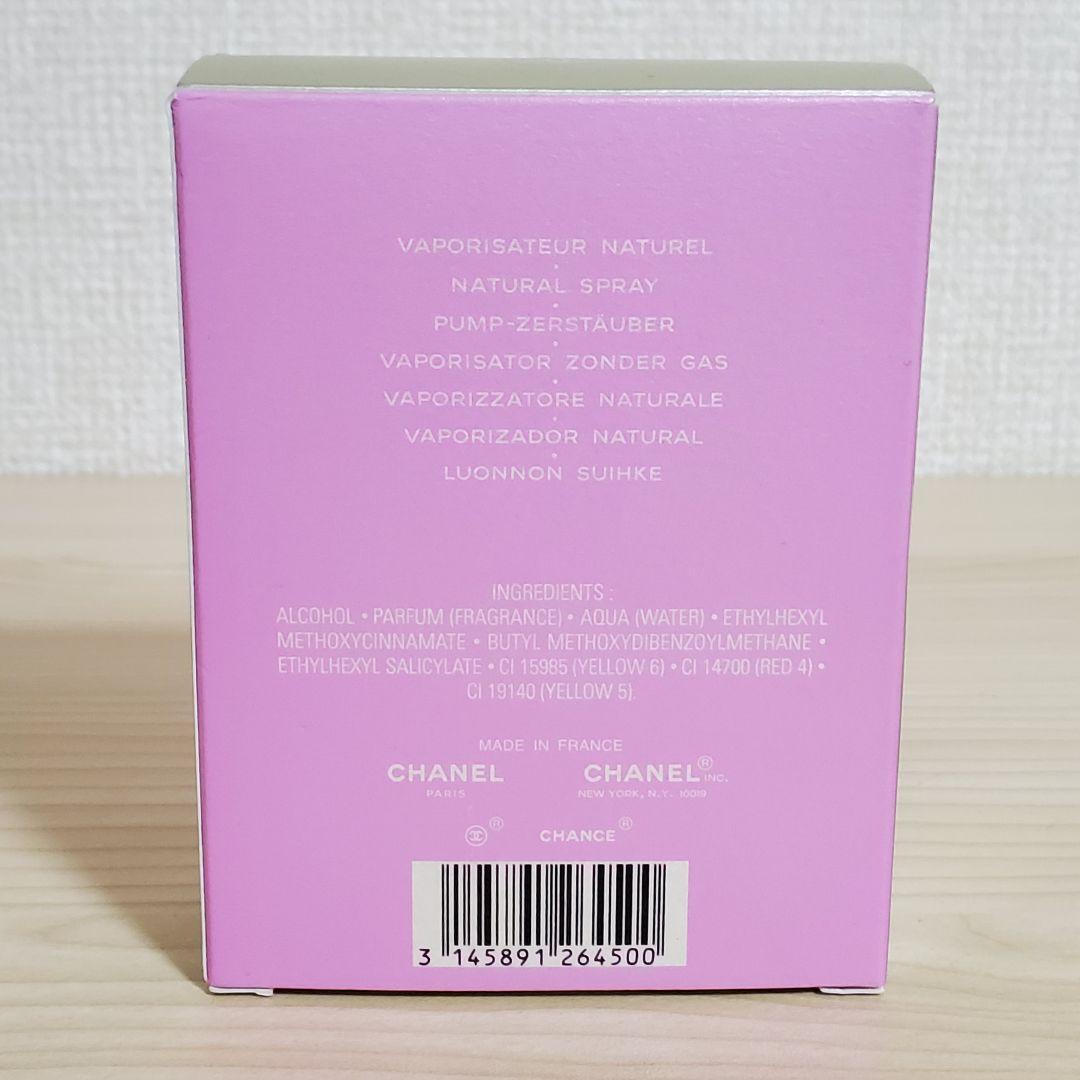 VAPORISATEUR NATUREL
NATURAL SPRAY
PUMP-ZERSTÄUBER
VAPORISATOR ZONDER GAS
VAPORIZZATORE NATURALE
VAPORIZADOR NATURAL
LUONNON SUIHKE
INGREDIENTS :
ALCOHOL • PARFUM (FRAGRANCE) • AQUA (WATER) • ETHYLHEXYL
METHOXYCINNAMATE • BUTYL METHOXYDIBENZOYLMETHANE •
ETHYLHEXYL SALICYLATE • CI 15985 (YELLOW 6) • CI 14700 (RED 4) •
CI 19140 (YELLOW 5).
MADE IN FRANCE
CHANEL CHANEL® INC.
PARIS NEW YORK, N.Y. 10019
® CHANCE®
3 145891 264500